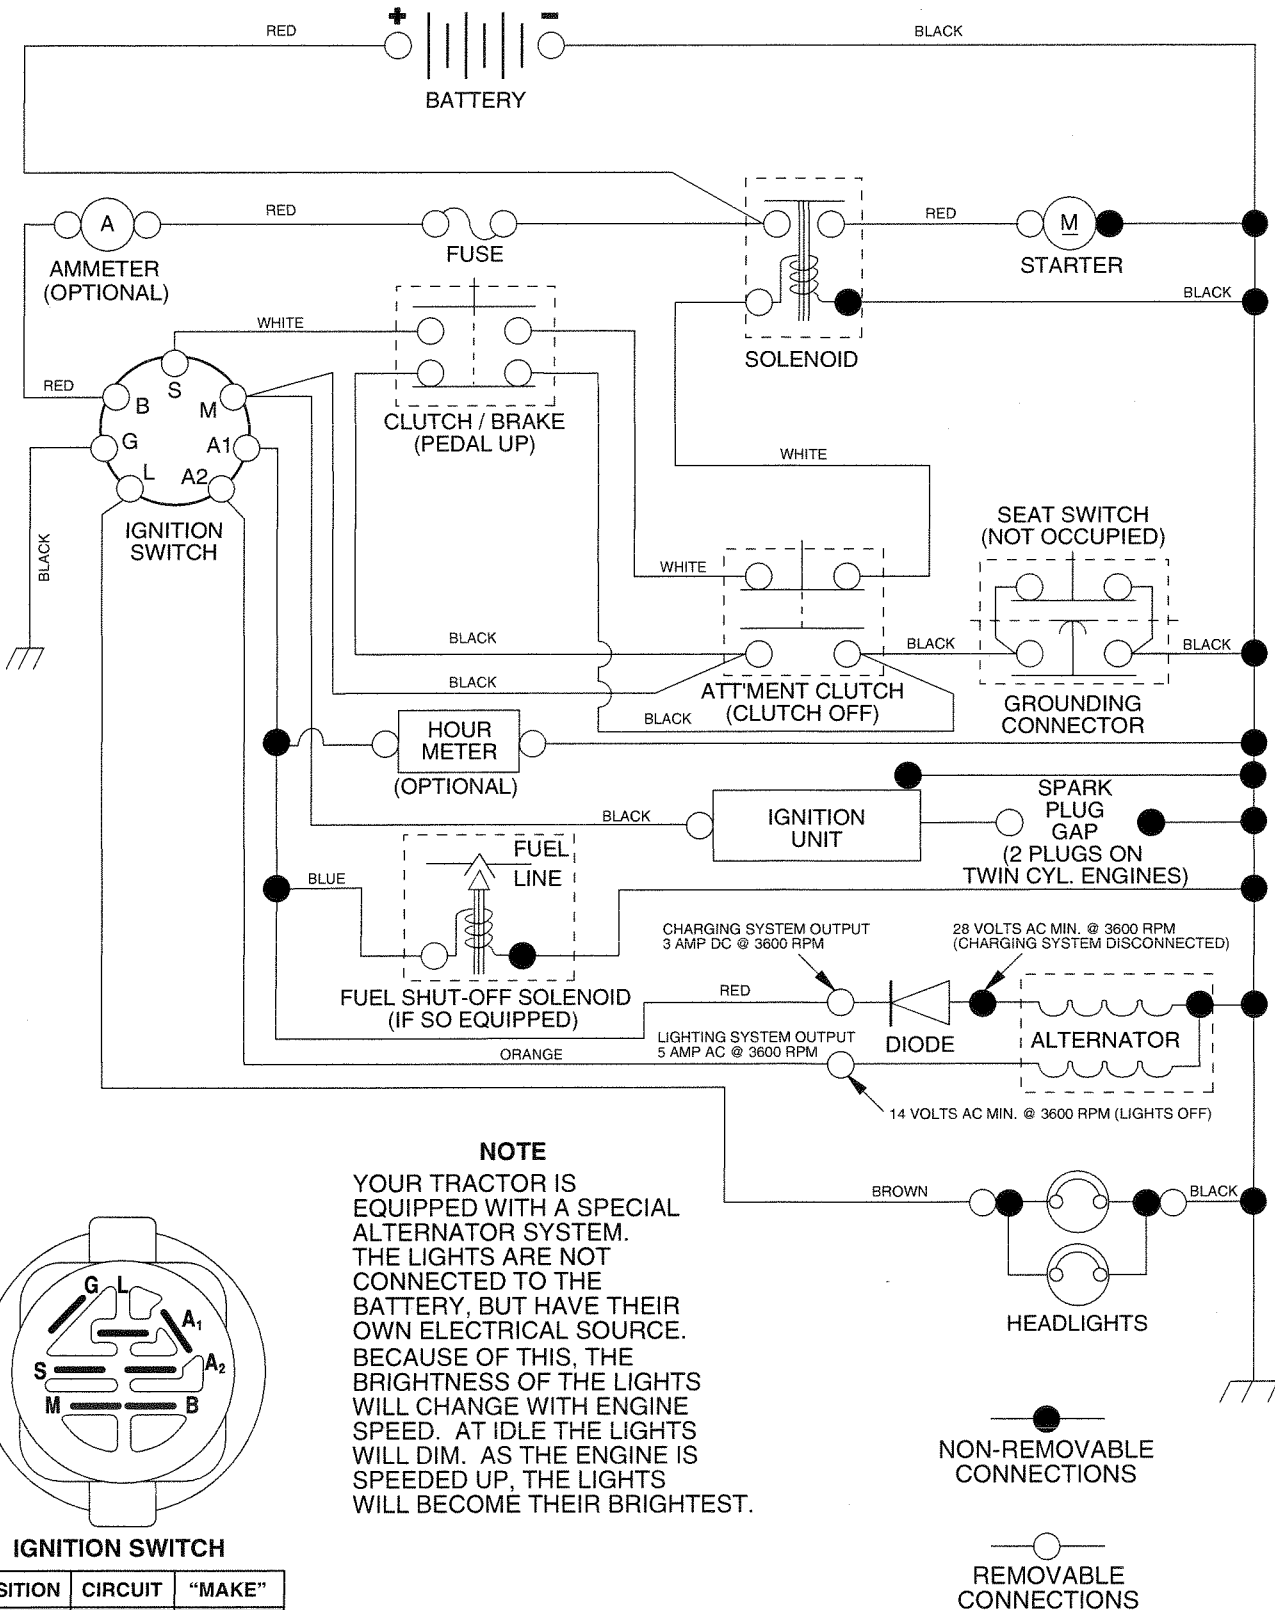 + -
RED
BLACK
BATTERY
A
RED
RED
M
FUSE
AMMETER
(OPTIONAL)
STARTER
WHITE
BLACK
SOLENOID
RED
S
B
M
G
A1
L
A2
CLUTCH / BRAKE
(PEDAL UP)
WHITE
IGNITION
SWITCH
BLACK
SEAT SWITCH
(NOT OCCUPIED)
WHITE
BLACK
BLACK
BLACK
BLACK
ATT'MENT CLUTCH
(CLUTCH OFF)
BLACK
GROUNDING
CONNECTOR
HOUR
METER
(OPTIONAL)
BLACK
IGNITION
UNIT
SPARK
PLUG
GAP
(2 PLUGS ON
TWIN CYL. ENGINES)
FUEL
LINE
BLUE
CHARGING SYSTEM OUTPUT
3 AMP DC @ 3600 RPM
28 VOLTS AC MIN. @ 3600 RPM
(CHARGING SYSTEM DISCONNECTED)
FUEL SHUT-OFF SOLENOID
(IF SO EQUIPPED)
RED
DIODE
ALTERNATOR
LIGHTING SYSTEM OUTPUT
5 AMP AC @ 3600 RPM
ORANGE
14 VOLTS AC MIN. @ 3600 RPM (LIGHTS OFF)
NOTE
YOUR TRACTOR IS
EQUIPPED WITH A SPECIAL
ALTERNATOR SYSTEM.
THE LIGHTS ARE NOT
CONNECTED TO THE
BATTERY, BUT HAVE THEIR
OWN ELECTRICAL SOURCE.
BECAUSE OF THIS, THE
BRIGHTNESS OF THE LIGHTS
WILL CHANGE WITH ENGINE
SPEED. AT IDLE THE LIGHTS
WILL DIM. AS THE ENGINE IS
SPEEDED UP, THE LIGHTS
WILL BECOME THEIR BRIGHTEST.
BROWN
BLACK
HEADLIGHTS
G L
A1
S
A2
M
B
IGNITION SWITCH
NON-REMOVABLE
CONNECTIONS
REMOVABLE
CONNECTIONS
SITION CIRCUIT "MAKE"